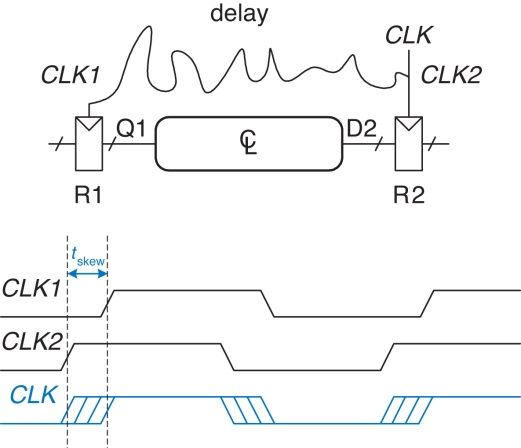 delay
CLK
CLK1
CLK2
Q1
CL
D2
R1
R2
tskew
CLK1
CLK2
CLK